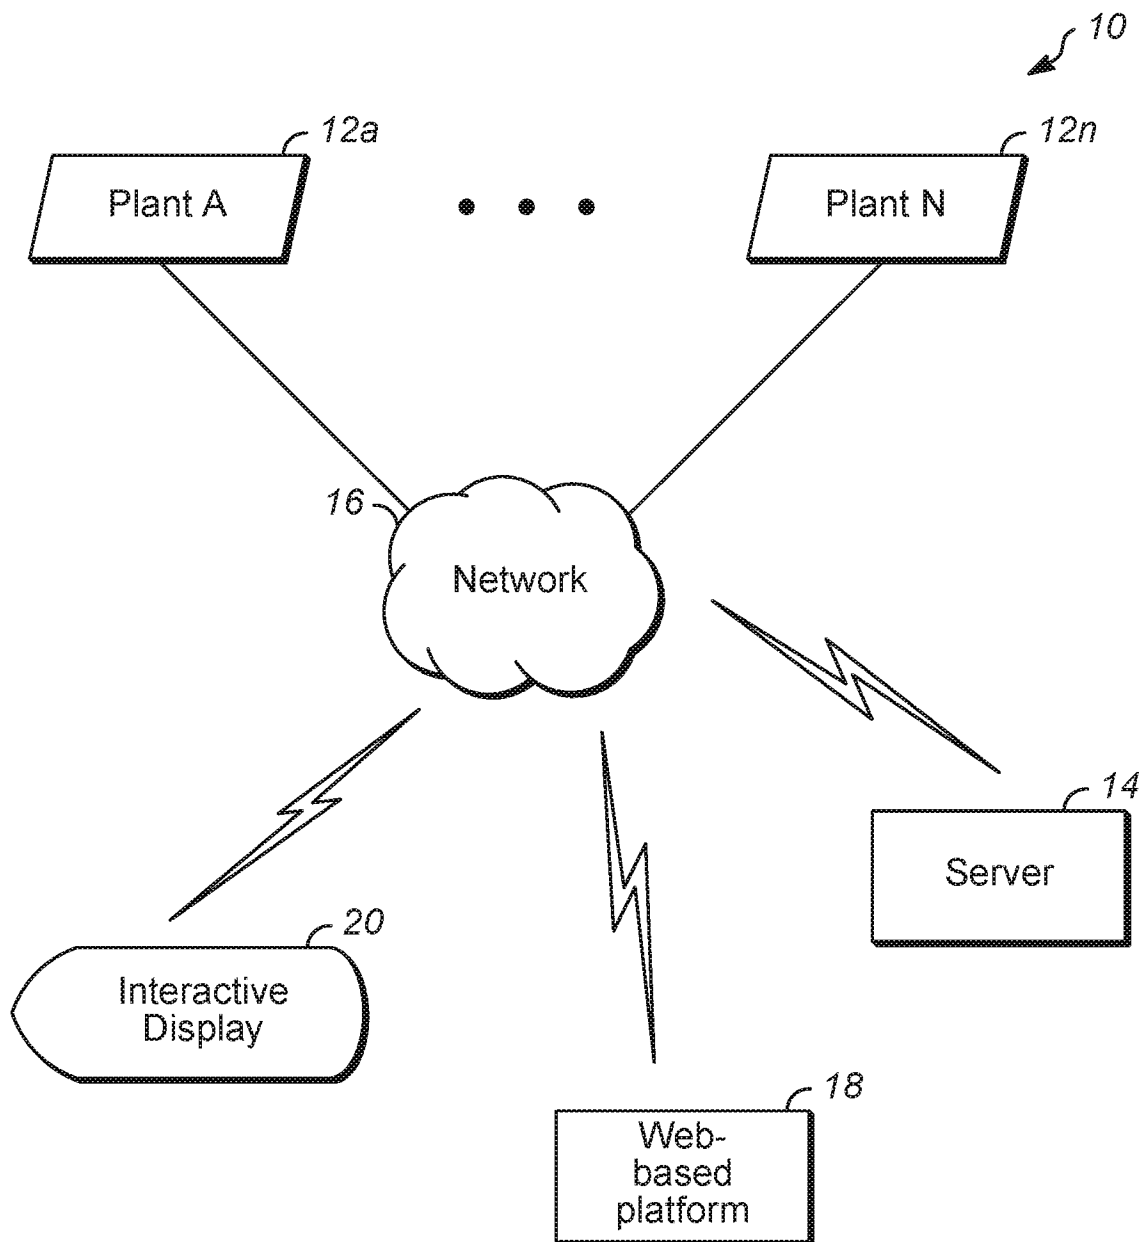 10
12a
12n
Plant A
Plant N
16
Network
14
Server
20
Interactive
Display
18
Web-
based
platform